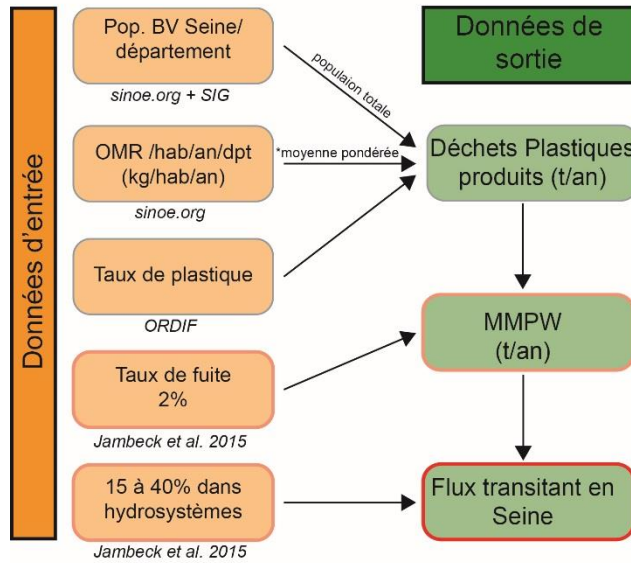 Données d'entrée
Pop. BV Seine/
département
sinoe.org + SIG
OMR /hab/an/dpt
(kg/hab/an)
sinoe.org
Taux de plastique
ORDIF
Taux de fuite
2%
Jambeck et al. 2015
15 à 40% dans
hydrosystèmes
Jambeck et al. 2015
populaion totale
*moyenne pondérée
Données de
sortie
Déchets Plastiques
produits (t/an)
MMPW
(t/an)
Flux transitant en
Seine